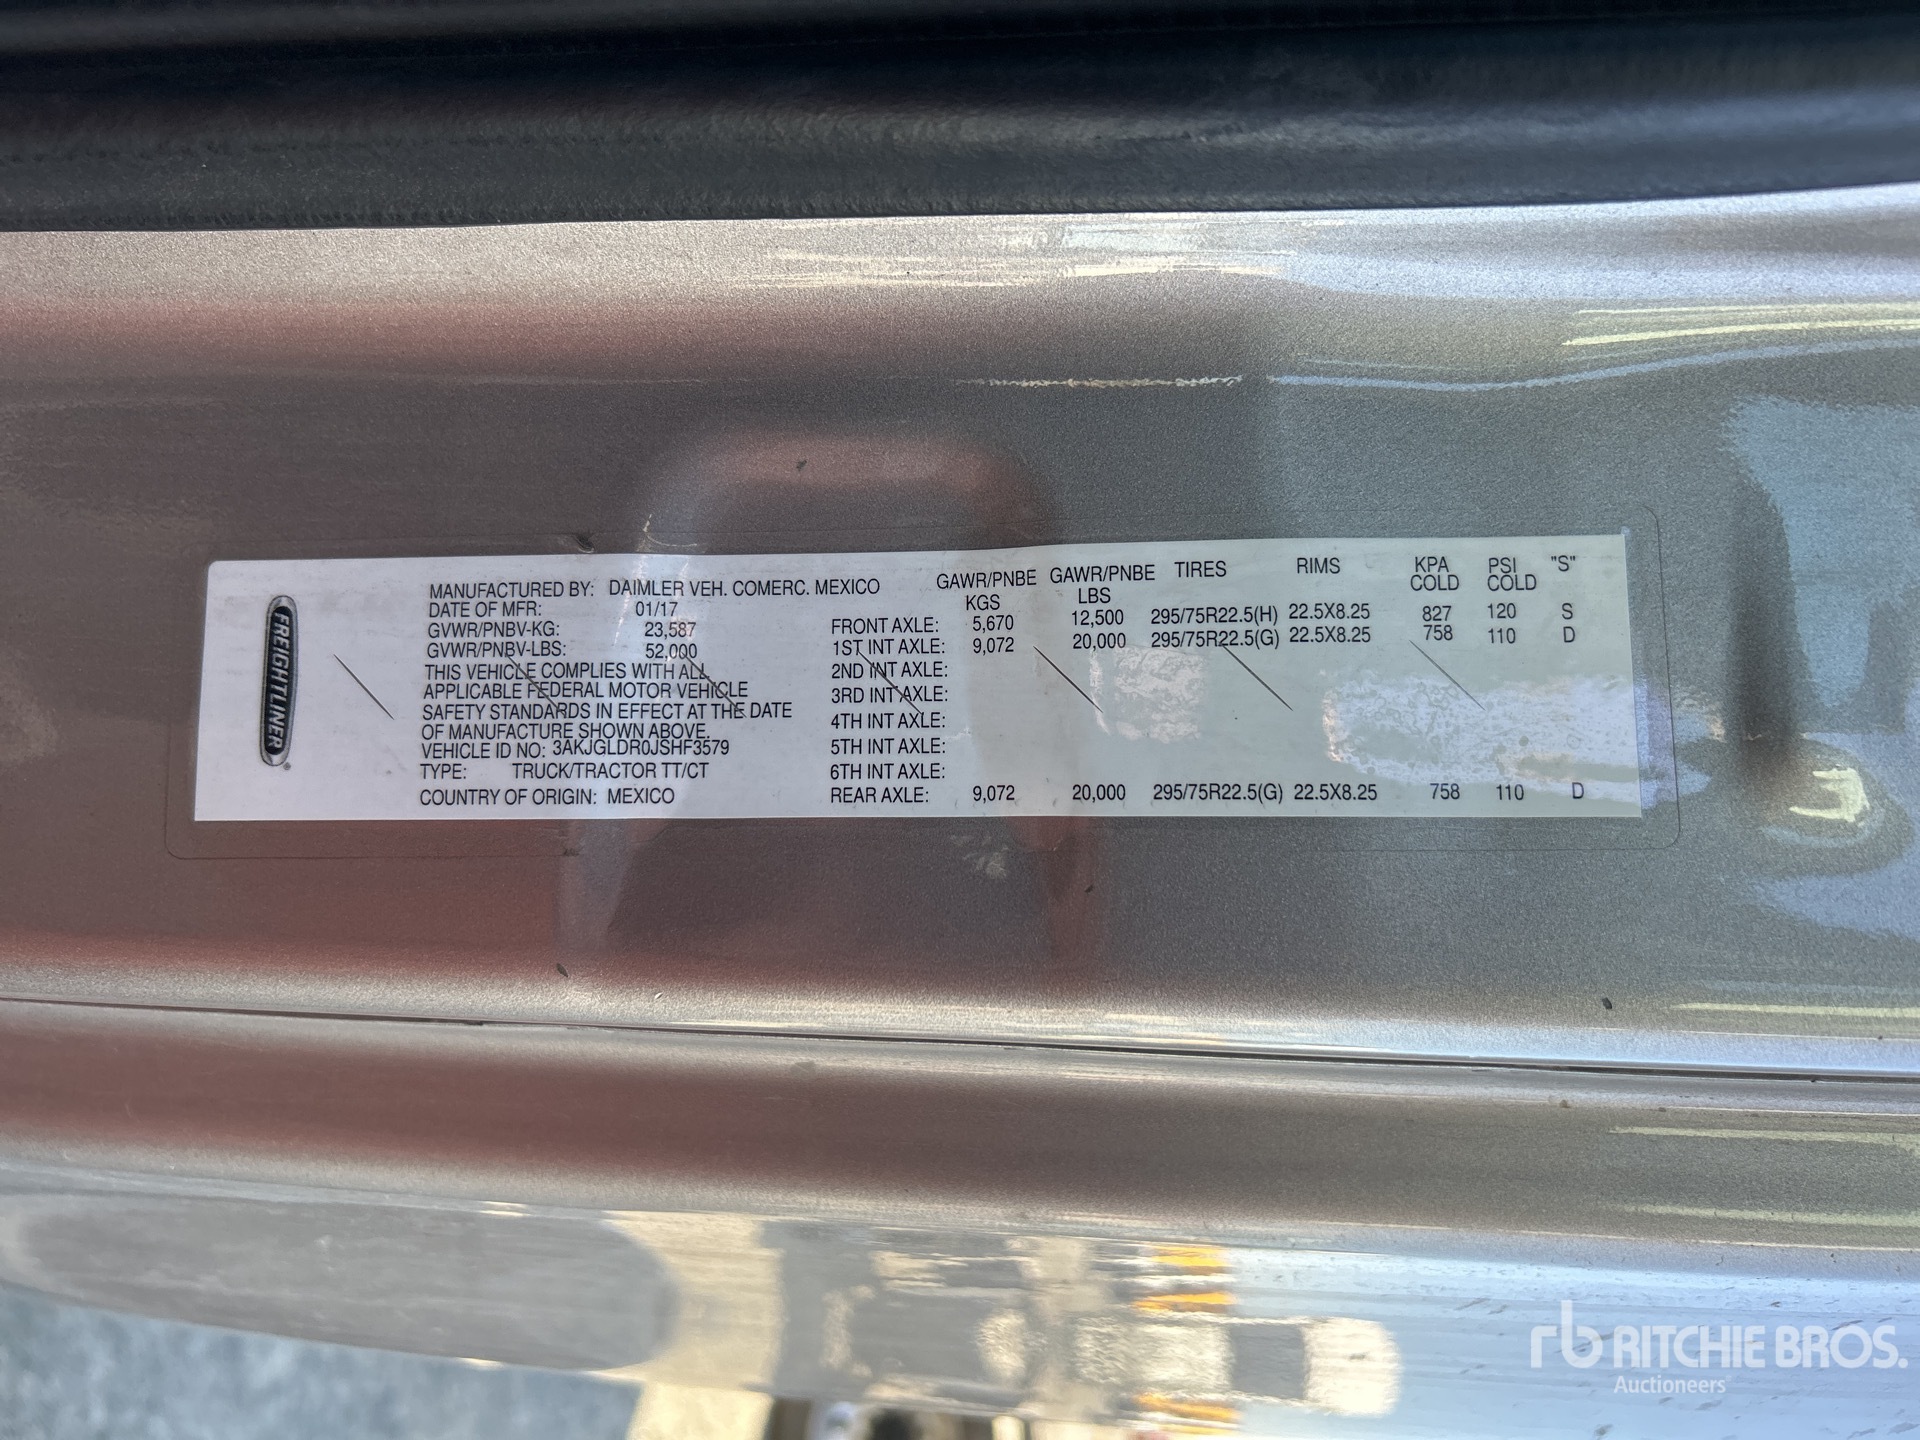 FREIGHTLINER
MANUFACTURED BY: DAIMLER VEH. COMERC. MEXICO
DATE OF MFR: 01/17
GVWR/PNBV-KG: 23,587
GVWR/PNBV-LBS: 52,000
THIS VEHICLE COMPLIES WITH ALL
APPLICABLE FEDERAL MOTOR VEHICLE
SAFETY STANDARDS IN EFFECT AT THE DATE
OF MANUFACTURE SHOWN ABOVE.
VEHICLE ID NO: 3AKJGLDR0JSHF3579
TYPE: TRUCK/TRACTOR TT/CT
COUNTRY OF ORIGIN: MEXICO
GAWR/PNBE KGS GAWR/PNBE LBS TIRES RIMS KPA COLD PSI COLD "S"
FRONT AXLE: 5,670 12,500 295/75R22.5(H) 22.5X8.25 827 120 S
1ST INT AXLE: 9,072 20,000 295/75R22.5(G) 22.5X8.25 758 110 D
2ND INT AXLE:
3RD INT AXLE:
4TH INT AXLE:
5TH INT AXLE:
6TH INT AXLE:
REAR AXLE: 9,072 20,000 295/75R22.5(G) 22.5X8.25 758 110 D
rb RITCHIE BROS.
Auctioneers